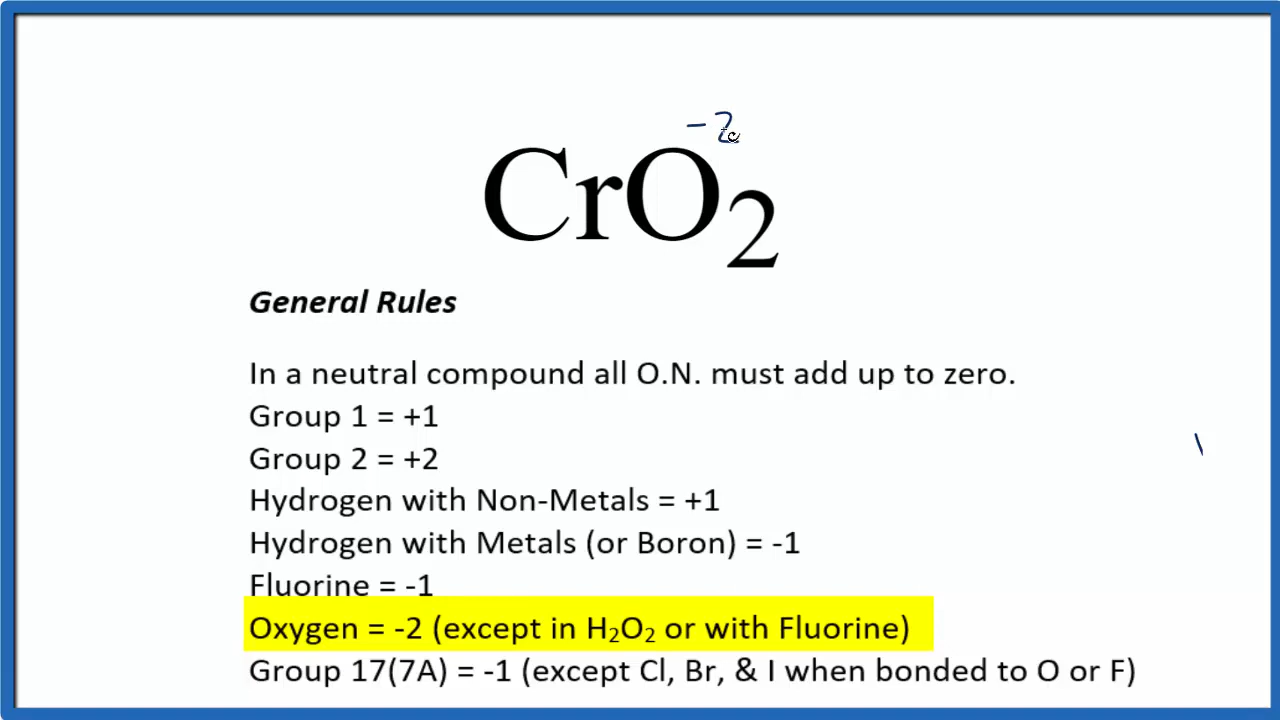 -2
CrO₂
General Rules
In a neutral compound all O.N. must add up to zero.
Group 1 = +1
Group 2 = +2
Hydrogen with Non-Metals = +1
Hydrogen with Metals (or Boron) = -1
Fluorine = -1
Oxygen = -2 (except in H₂O₂ or with Fluorine)
Group 17(7A) = -1 (except Cl, Br, & I when bonded to O or F)